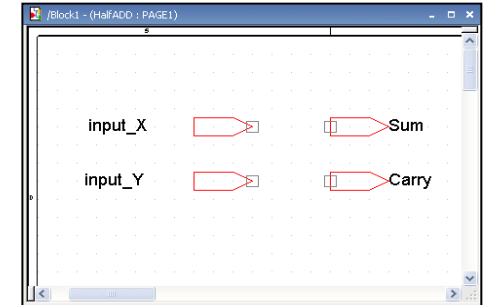 /Block1 - (HalfADD : PAGE1)
5
input_X Sum
input_Y Carry
D